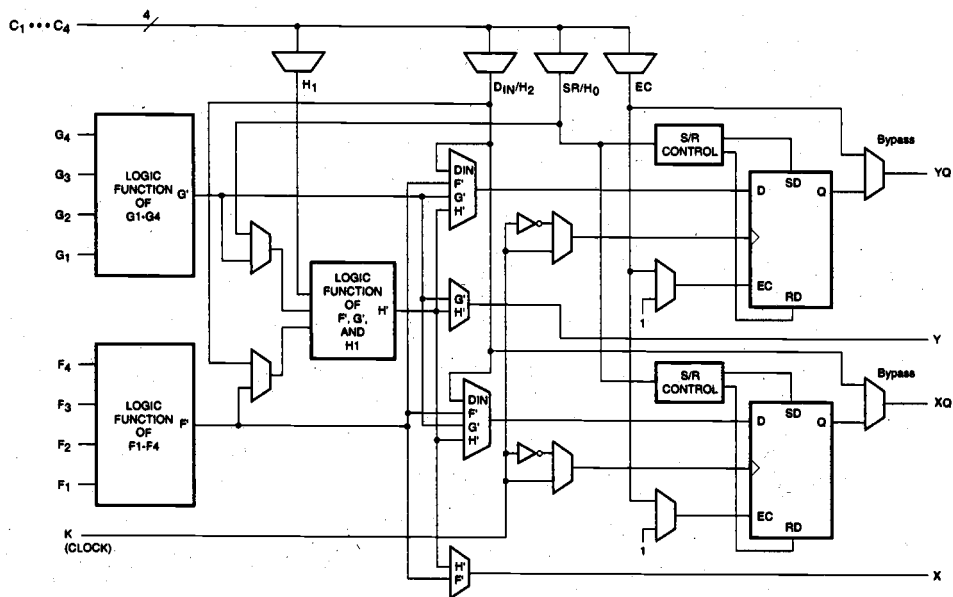 C1 ••• C4
4
H1
DIN/H2
SR/H0
EC
G4
G3
G2
G1
LOGIC
FUNCTION
OF
G1-G4
G'
DIN
F'
G'
H'
S/R
CONTROL
Bypass
YQ
D
SD
Q
EC
RD
1
LOGIC
FUNCTION
OF
F', G',
AND
H1
H'
G'
H'
Y
F4
F3
F2
F1
LOGIC
FUNCTION
OF
F1-F4
F'
DIN
F'
G'
H'
S/R
CONTROL
Bypass
XQ
D
SD
Q
EC
RD
1
K
(CLOCK)
H'
F'
X